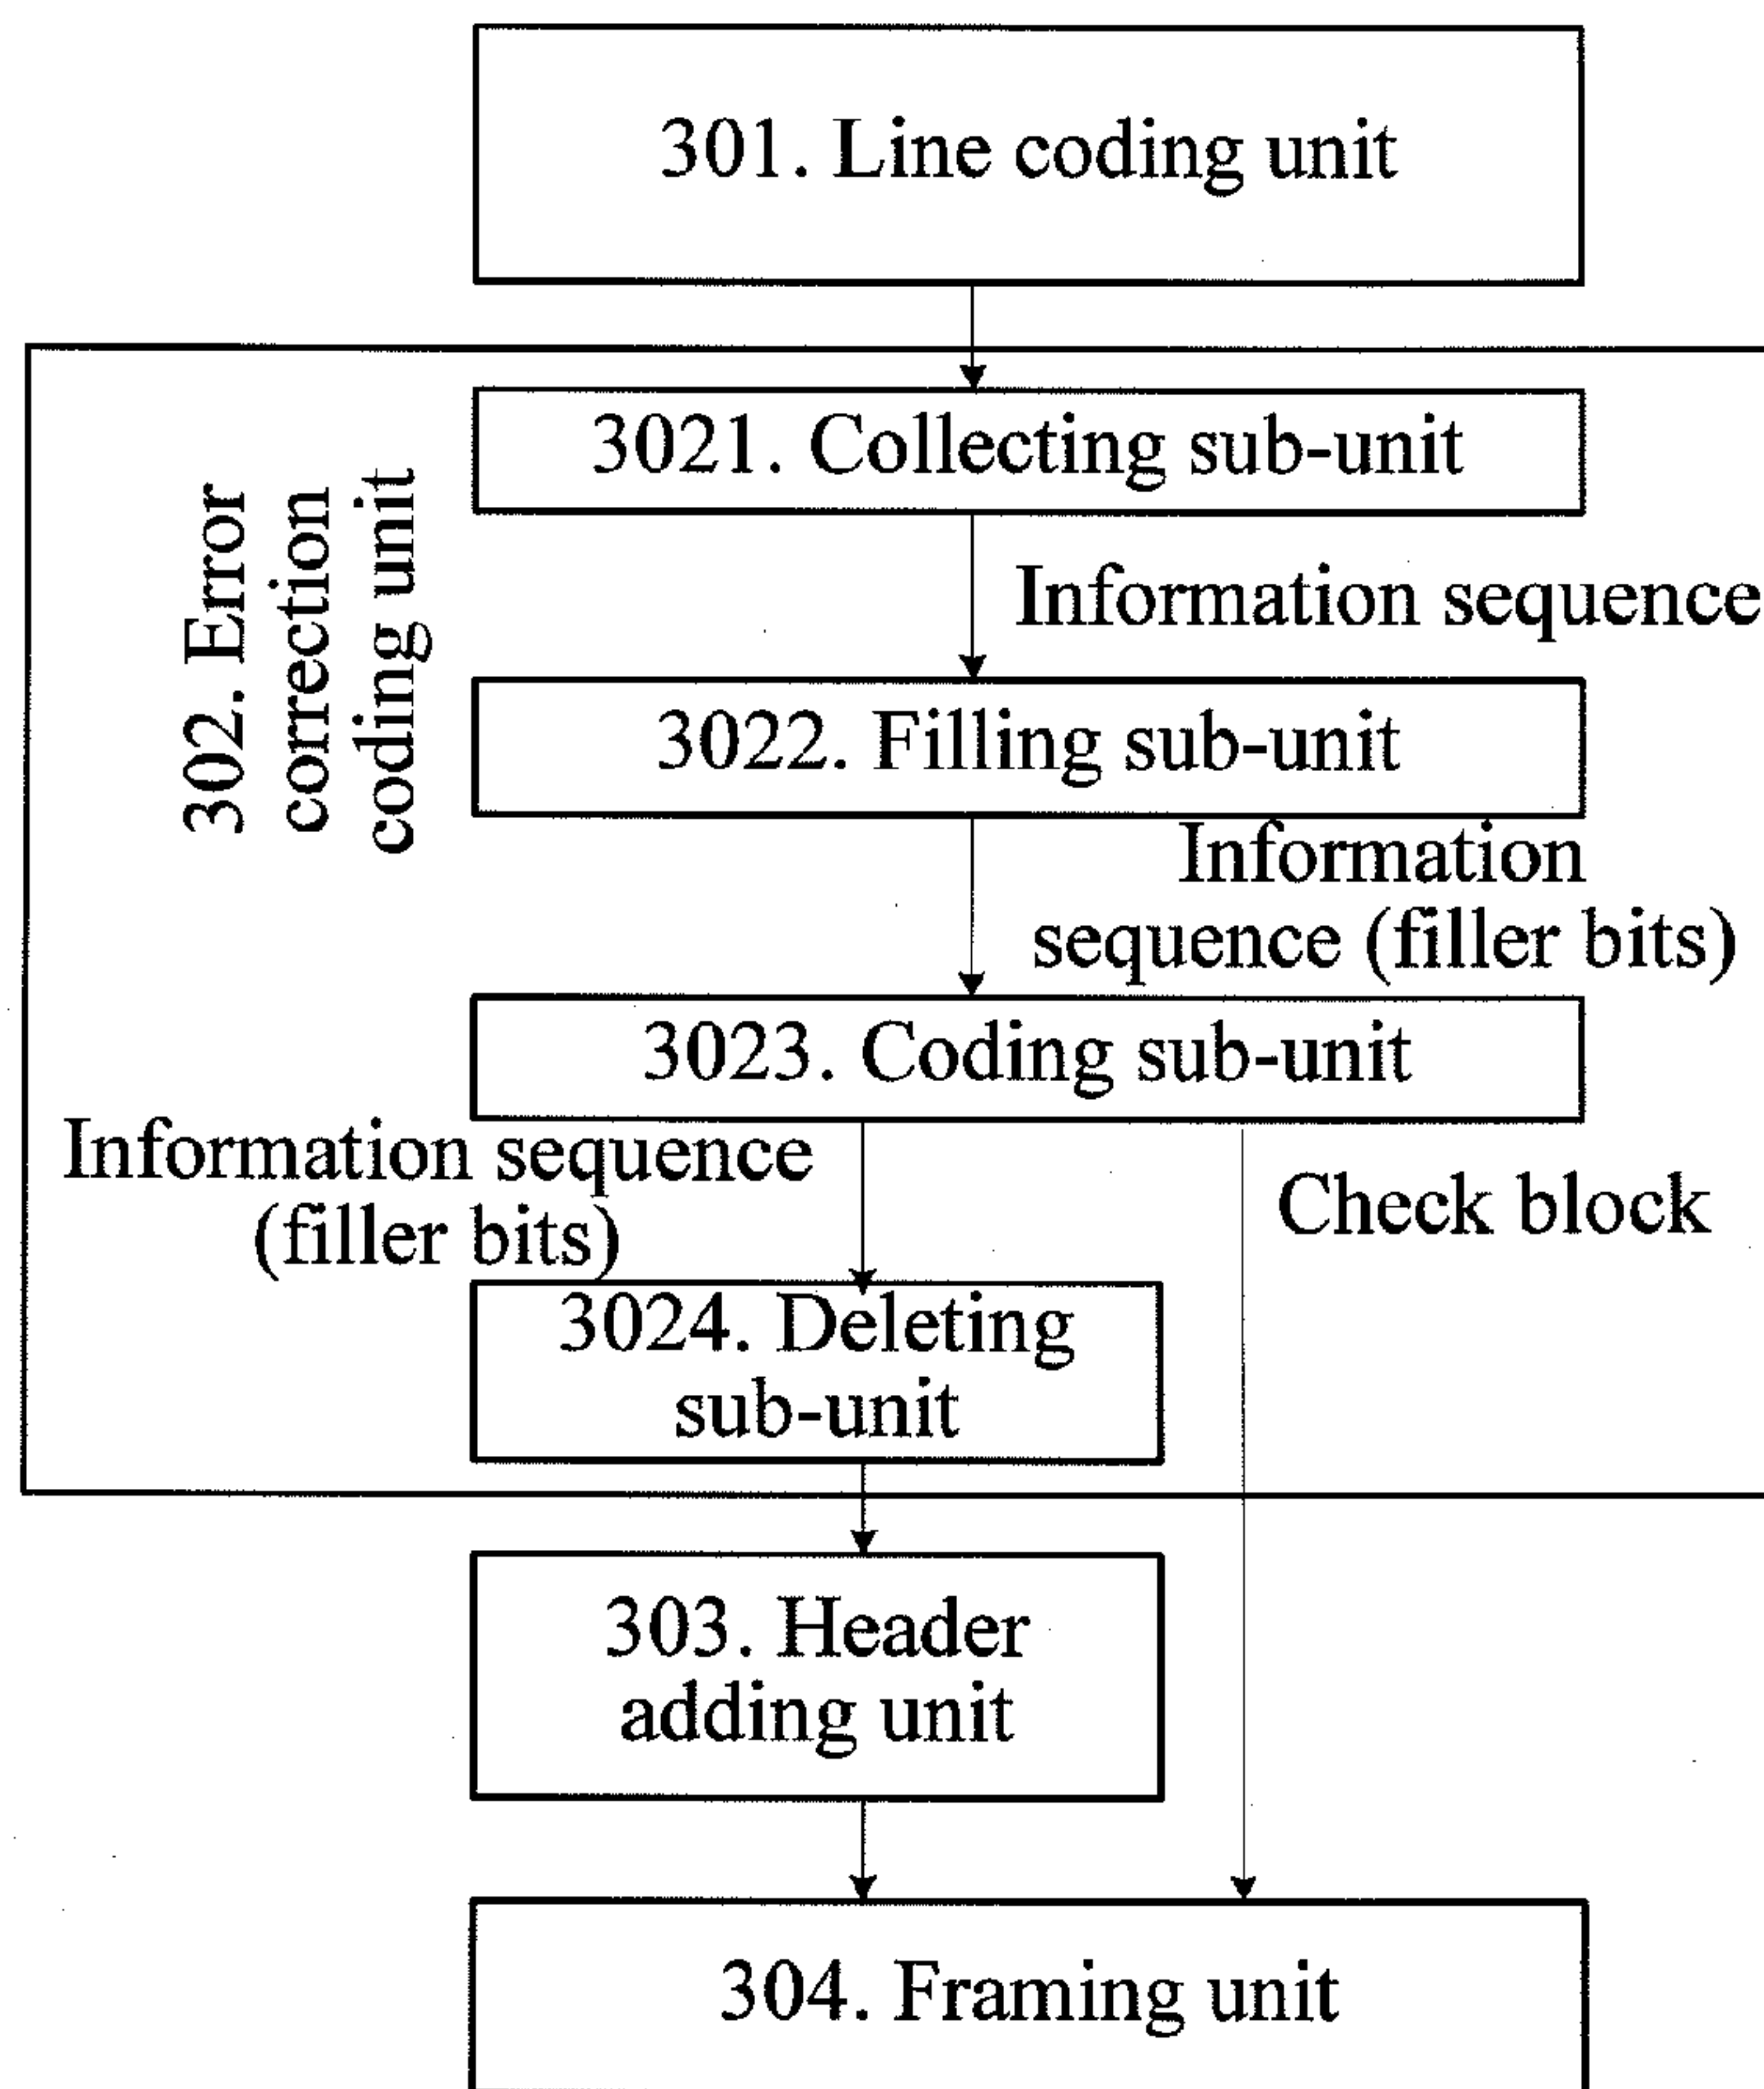 301. Line coding unit
302. Error
correction
coding unit
3021. Collecting sub-unit
Information sequence
3022. Filling sub-unit
Information
sequence (filler bits)
3023. Coding sub-unit
Information sequence
(filler bits)
Check block
3024. Deleting
sub-unit
303. Header
adding unit
304. Framing unit